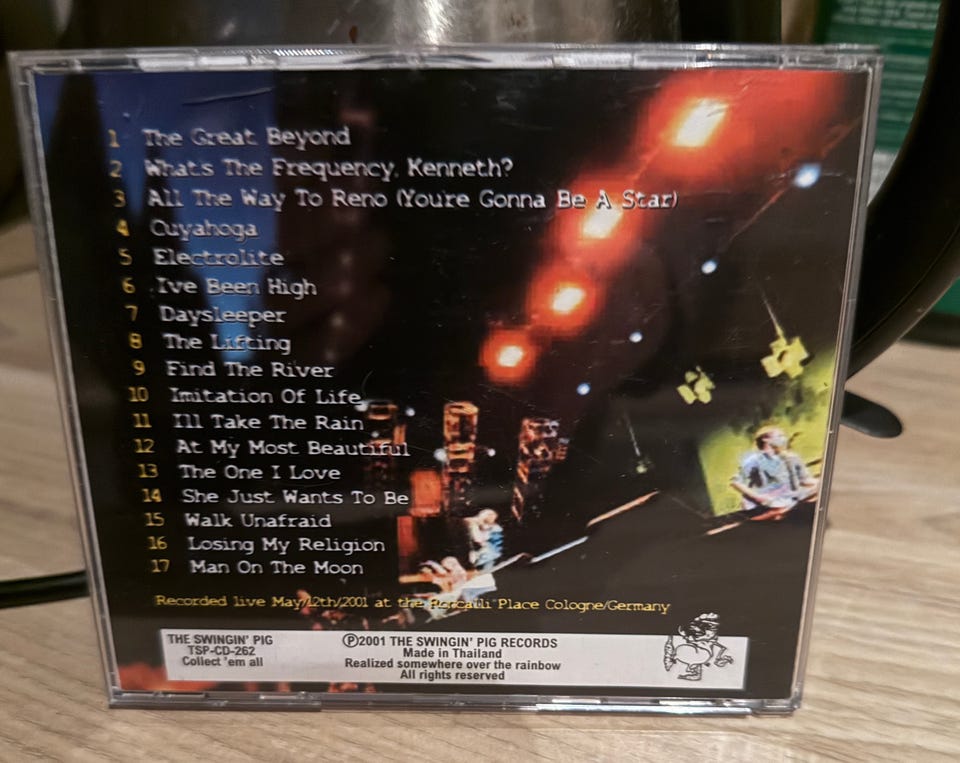 1 The Great Beyond
2 What's The Frequency, Kenneth?
3 All The Way To Reno (You're Gonna Be A Star)
4 Cuyahoga
5 Electrolite
6 I've Been High
7 Daysleeper
8 The Lifting
9 Find The River
10 Imitation Of Life
11 I'll Take The Rain
12 At My Most Beautiful
13 The One I Love
14 She Just Wants To Be
15 Walk Unafraid
16 Losing My Religion
17 Man On The Moon
Recorded live May/12th/2001 at the Roncalli Place Cologne/Germany
THE SWINGIN' PIG
TSP-CD-262
Collect 'em all
Ⓟ2001 THE SWINGIN' PIG RECORDS
Made in Thailand
Realized somewhere over the rainbow
All rights reserved